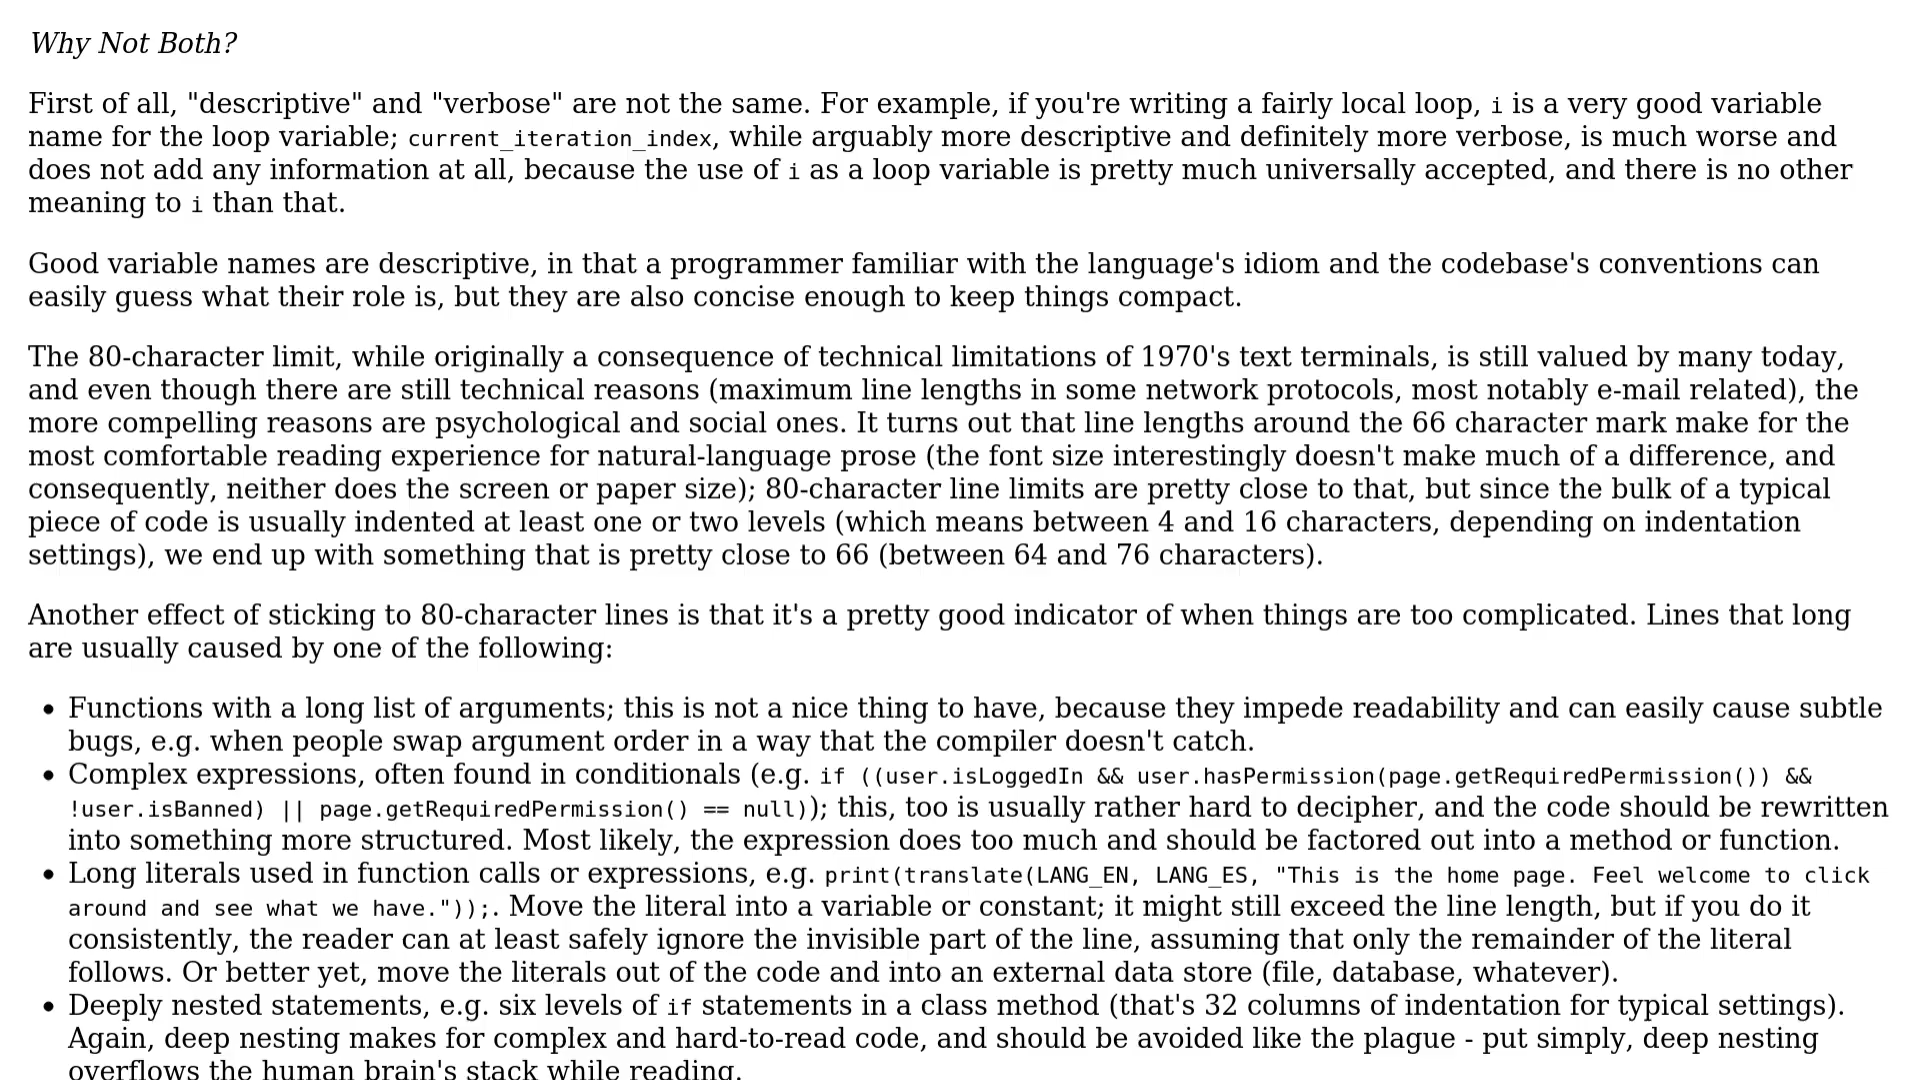 Why Not Both?
First of all, "descriptive" and "verbose" are not the same. For example, if you're writing a fairly local loop, i is a very good variable
name for the loop variable; current_iteration_index, while arguably more descriptive and definitely more verbose, is much worse and
does not add any information at all, because the use of i as a loop variable is pretty much universally accepted, and there is no other
meaning to i than that.
Good variable names are descriptive, in that a programmer familiar with the language's idiom and the codebase's conventions can
easily guess what their role is, but they are also concise enough to keep things compact.
The 80-character limit, while originally a consequence of technical limitations of 1970's text terminals, is still valued by many today,
and even though there are still technical reasons (maximum line lengths in some network protocols, most notably e-mail related), the
more compelling reasons are psychological and social ones. It turns out that line lengths around the 66 character mark make for the
most comfortable reading experience for natural-language prose (the font size interestingly doesn't make much of a difference, and
consequently, neither does the screen or paper size); 80-character line limits are pretty close to that, but since the bulk of a typical
piece of code is usually indented at least one or two levels (which means between 4 and 16 characters, depending on indentation
settings), we end up with something that is pretty close to 66 (between 64 and 76 characters).
Another effect of sticking to 80-character lines is that it's a pretty good indicator of when things are too complicated. Lines that long
are usually caused by one of the following:
• Functions with a long list of arguments; this is not a nice thing to have, because they impede readability and can easily cause subtle
bugs, e.g. when people swap argument order in a way that the compiler doesn't catch.
• Complex expressions, often found in conditionals (e.g. if ((user.isLoggedIn && user.hasPermission(page.getRequiredPermission()) &&
!user.isBanned) || page.getRequiredPermission() == null)); this, too is usually rather hard to decipher, and the code should be rewritten
into something more structured. Most likely, the expression does too much and should be factored out into a method or function.
• Long literals used in function calls or expressions, e.g. print(translate(LANG_EN, LANG_ES, "This is the home page. Feel welcome to click
around and see what we have."));. Move the literal into a variable or constant; it might still exceed the line length, but if you do it
consistently, the reader can at least safely ignore the invisible part of the line, assuming that only the remainder of the literal
follows. Or better yet, move the literals out of the code and into an external data store (file, database, whatever).
• Deeply nested statements, e.g. six levels of if statements in a class method (that's 32 columns of indentation for typical settings).
Again, deep nesting makes for complex and hard-to-read code, and should be avoided like the plague - put simply, deep nesting
overflows the human brain's stack while reading.